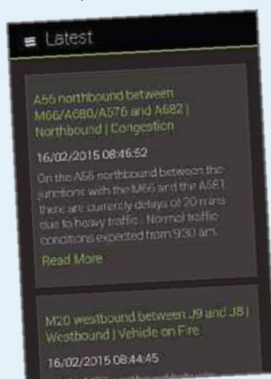 Latest
A56 northbound between
M66/A680/A676 and A682 |
Northbound | Congestion
16/02/2015 08:46:52
On the A56 northbound between the
junctions with the M66 and the A681,
there are currently delays of 20 mins
due to heavy traffic . Normal traffic
conditions expected from 9:30 am.
Read More
M20 westbound between J9 and J8 |
Westbound | Vehicle on Fire
16/02/2015 08:44:45